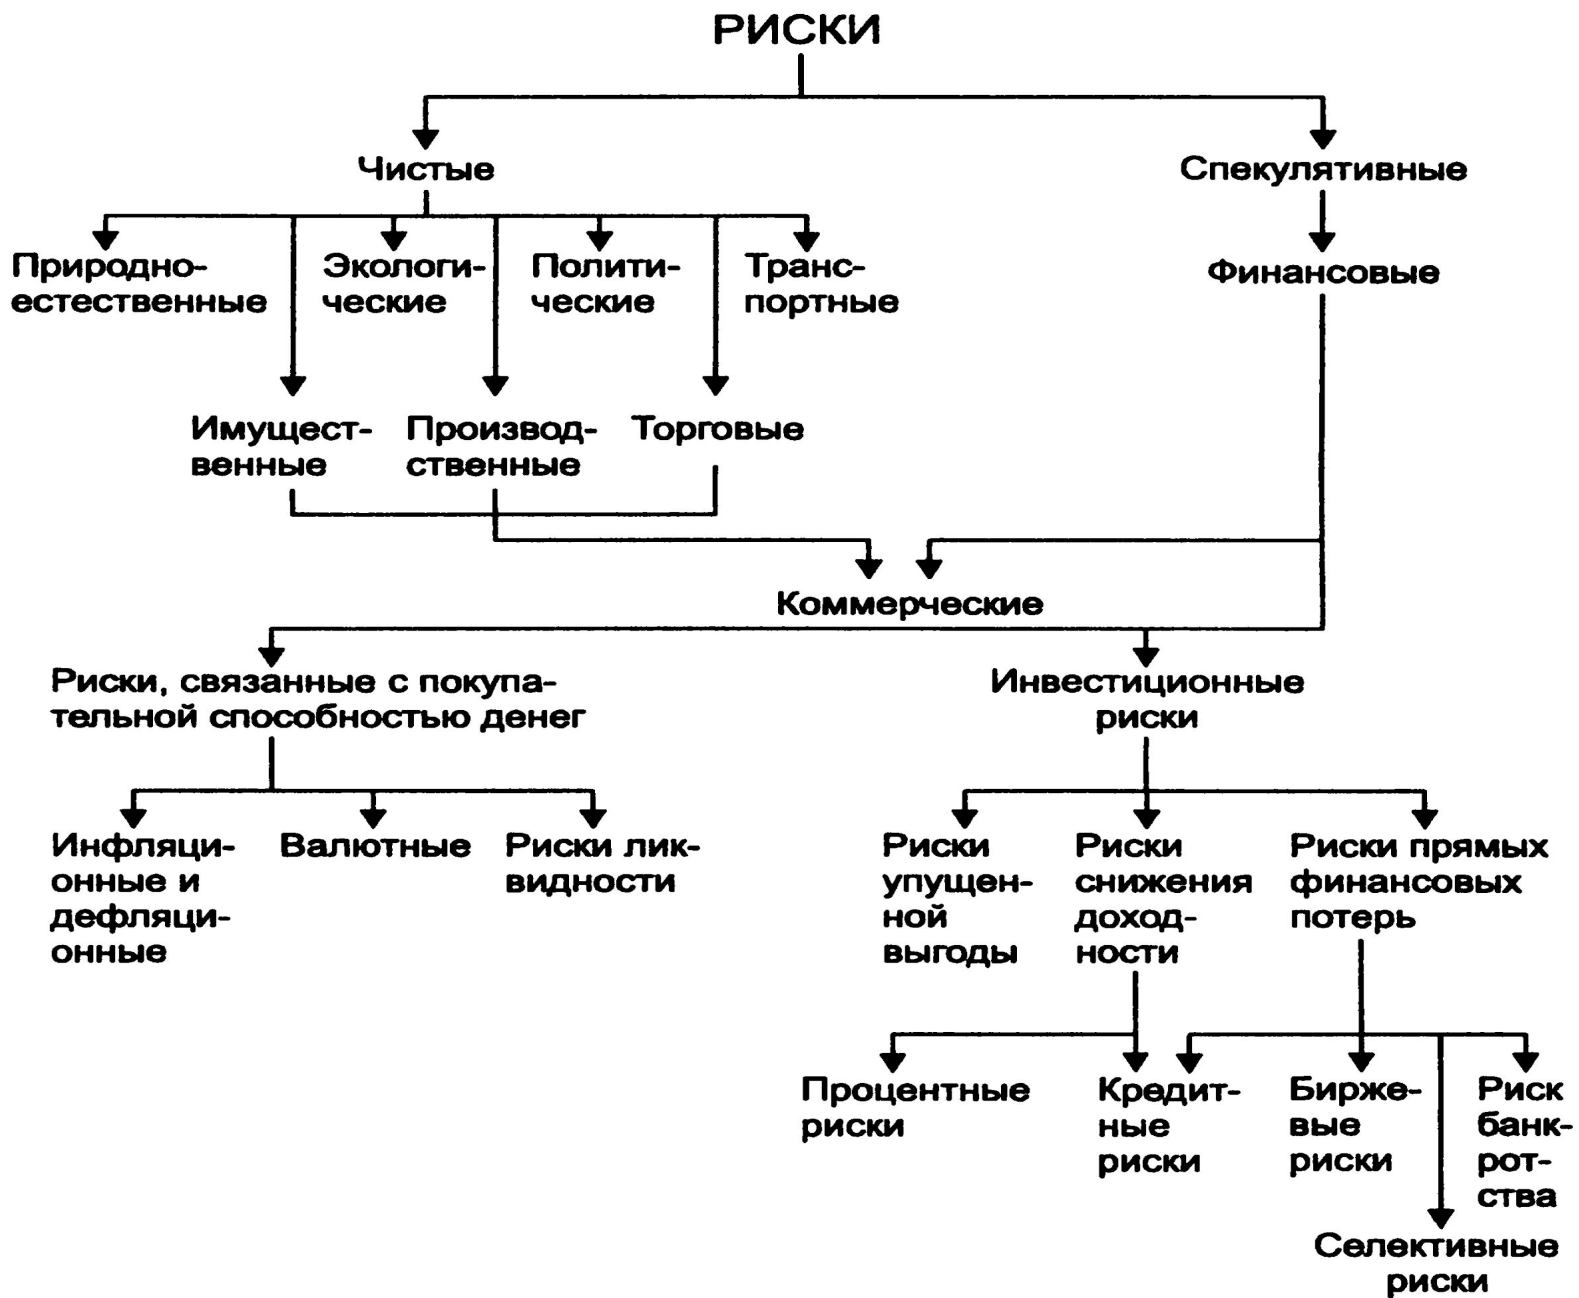 РИСКИ
Чистые
Спекулятивные
Природно-
естественные
Экологи-
ческие
Полити-
ческие
Транс-
портные
Финансовые
Имущест-
венные
Производ-
ственные
Торговые
Коммерческие
Риски, связанные с покупа-
тельной способностью денег
Инвестиционные
риски
Инфляци-
онные и
дефляци-
онные
Валютные
Риски лик-
видности
Риски
упущен-
ной
выгоды
Риски
снижения
доход-
ности
Риски прямых
финансовых
потерь
Процентные
риски
Кредит-
ные
риски
Бирже-
вые
риски
Риск
банк-
рот-
ства
Селективные
риски